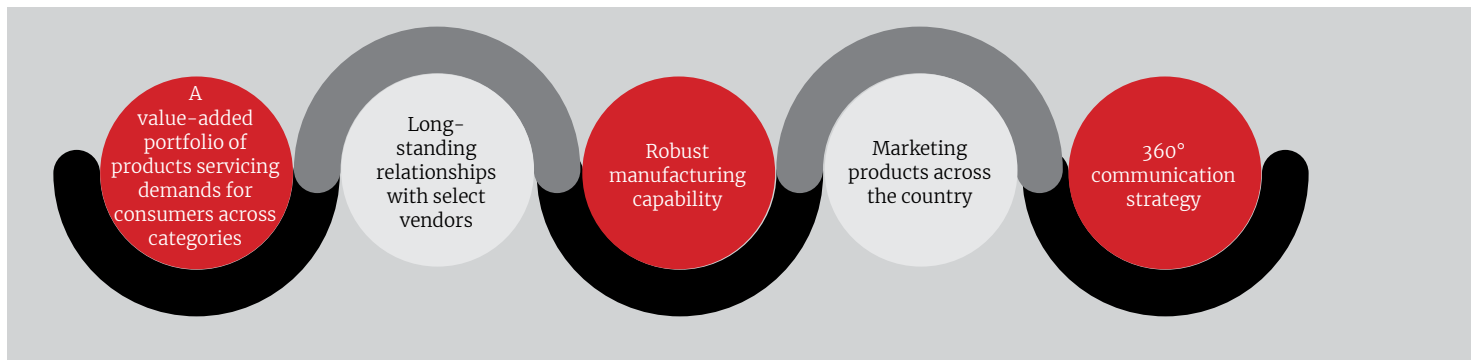 A
value-added
portfolio of
products servicing
demands for
consumers across
categories
Long-
standing
relationships
with select
vendors
Robust
manufacturing
capability
Marketing
products across
the country
360°
communication
strategy